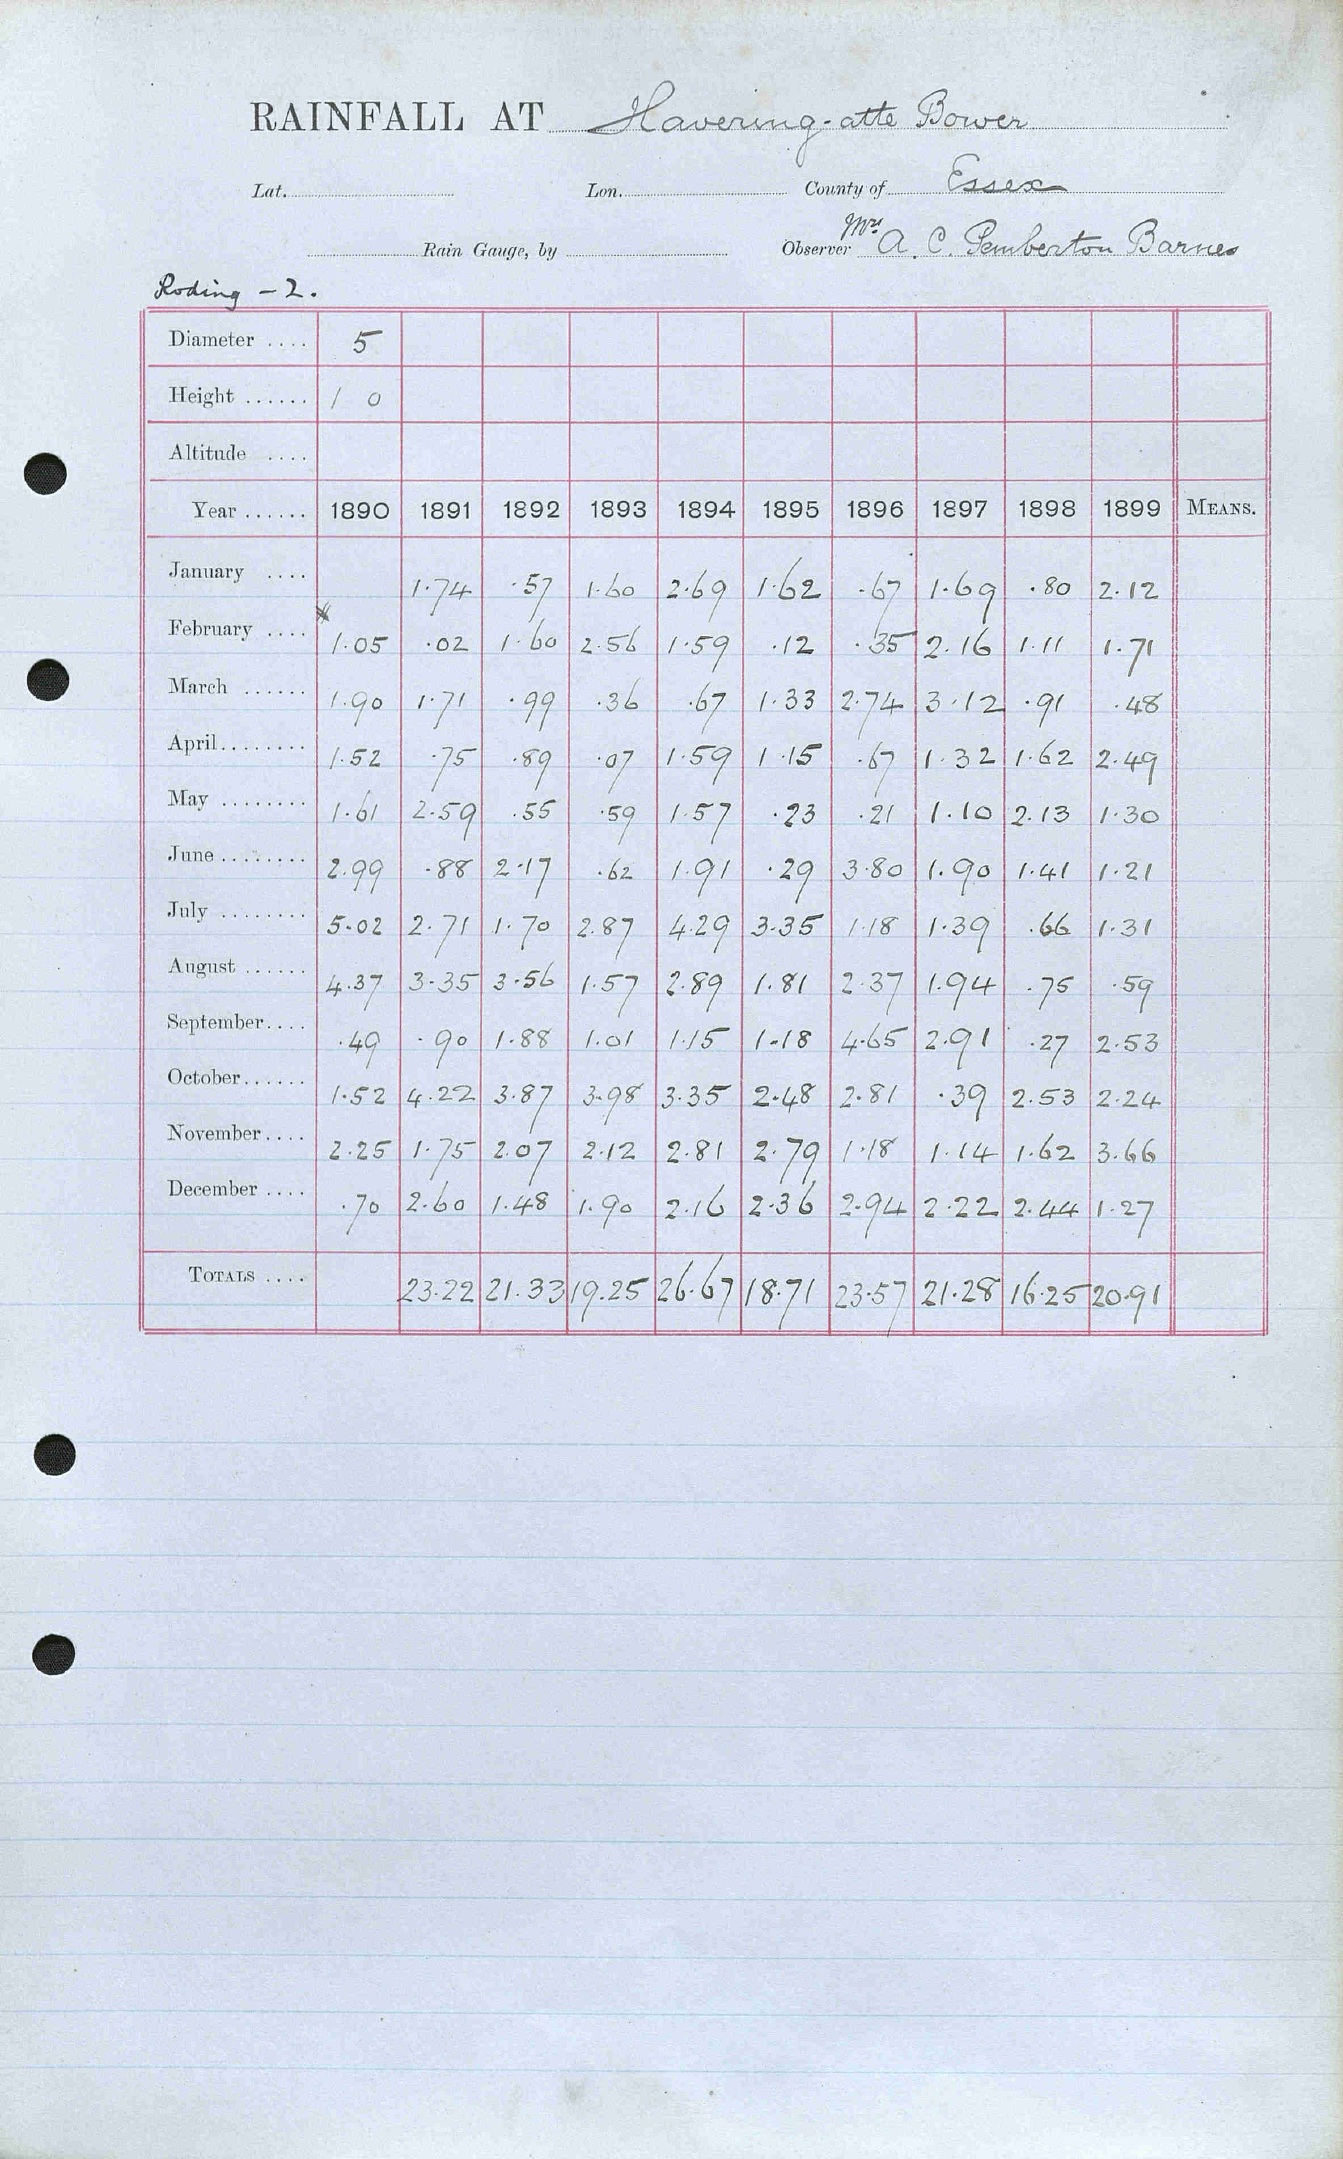 RAINFALL AT Havering-atte Bower
Lat. Lon. County of Essex
Rain Gauge, by Observer Mrs A. C. Pemberton Barnes
Roding - 2.
Diameter .... 5
Height ...... 1 0
Altitude ....
Year ...... 1890 1891 1892 1893 1894 1895 1896 1897 1898 1899 MEANS.
January .... 1.74 .57 1.60 2.69 1.62 .67 1.69 .80 2.12
February .... 1.05 .02 1.60 2.56 1.59 .12 .35 2.16 1.11 1.71
March ...... 1.90 1.71 .99 .36 .67 1.33 2.74 3.12 .91 .48
April........ 1.52 .75 .89 .07 1.59 1.15 .67 1.32 1.62 2.49
May ........ 1.61 2.59 .55 .59 1.57 .23 .21 1.10 2.13 1.30
June ........ 2.99 .88 2.17 .62 1.91 .29 3.80 1.90 1.41 1.21
July ........ 5.02 2.71 1.70 2.87 4.29 3.35 1.18 1.39 .66 1.31
August ...... 4.37 3.35 3.56 1.57 2.89 1.81 2.37 1.94 .75 .59
September.... .49 .90 1.88 1.01 1.15 1.18 4.65 2.91 .27 2.53
October...... 1.52 4.22 3.87 3.98 3.35 2.48 2.81 .39 2.53 2.24
November.... 2.25 1.75 2.07 2.12 2.81 2.79 1.18 1.14 1.62 3.66
December .... .70 2.60 1.48 1.90 2.16 2.36 2.94 2.22 2.44 1.27
TOTALS .... 23.22 21.33 19.25 26.67 18.71 23.57 21.28 16.25 20.91